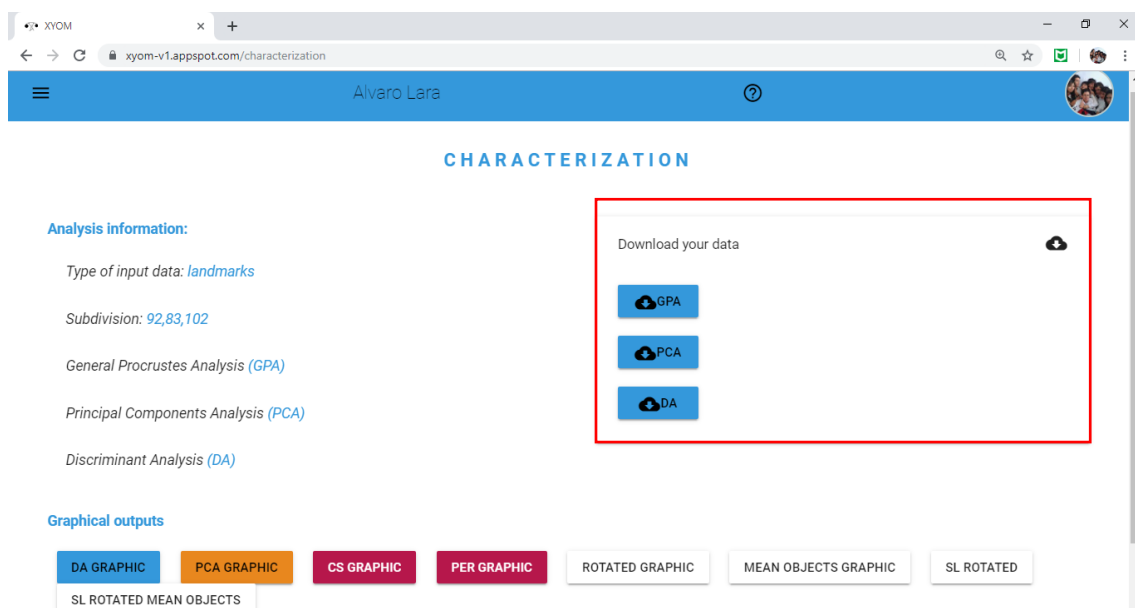 XYOM
xyom-v1.appspot.com/characterization
Alvaro Lara
CHARACTERIZATION
Analysis information:
Type of input data: landmarks
Subdivision: 92,83,102
General Procrustes Analysis (GPA)
Principal Components Analysis (PCA)
Discriminant Analysis (DA)
Download your data
GPA
PCA
DA
Graphical outputs
DA GRAPHIC PCA GRAPHIC CS GRAPHIC PER GRAPHIC ROTATED GRAPHIC MEAN OBJECTS GRAPHIC SL ROTATED
SL ROTATED MEAN OBJECTS